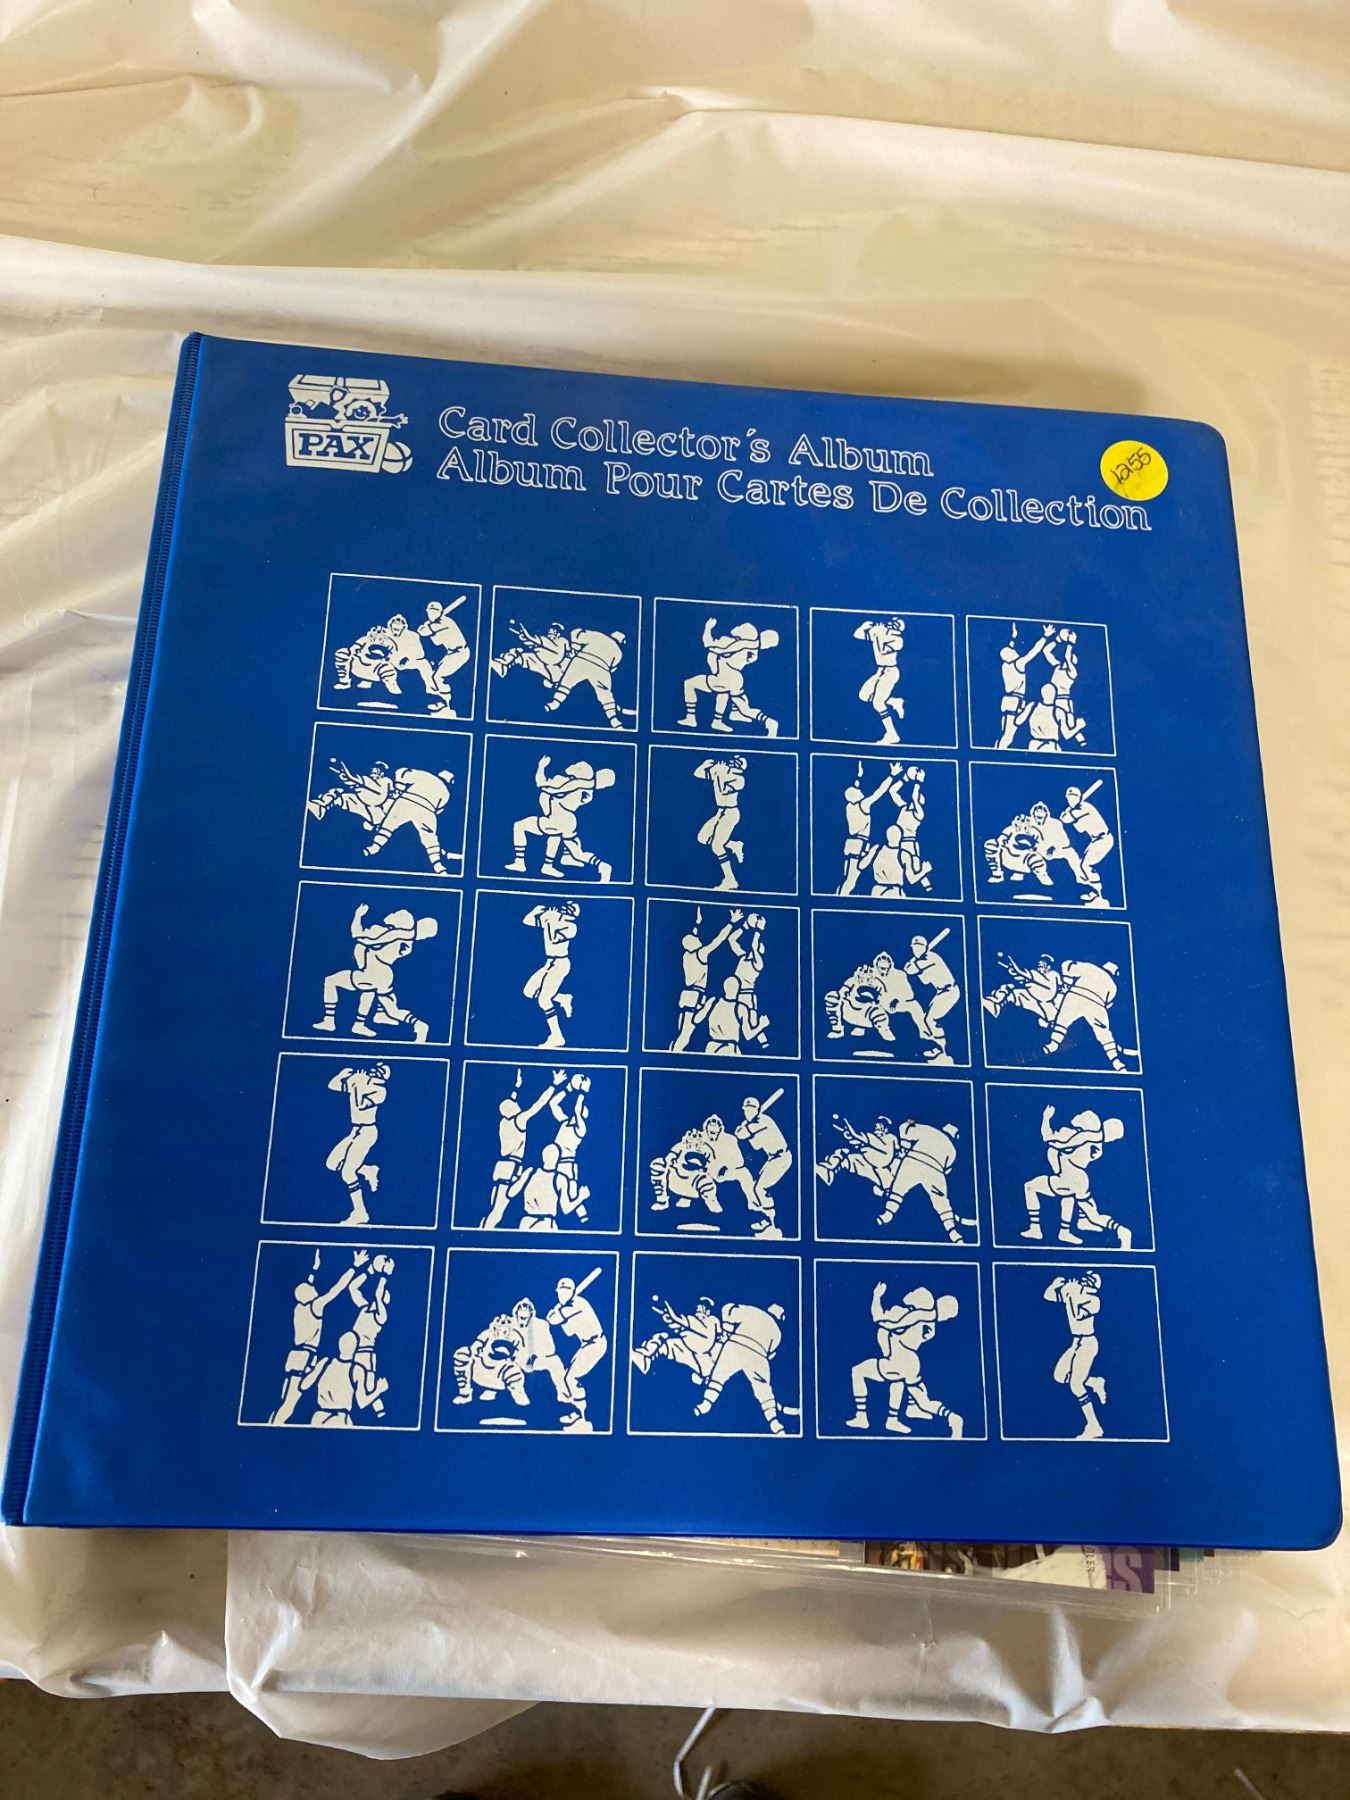 PAX
Card Collector's Album
Album Pour Cartes De Collection
1255